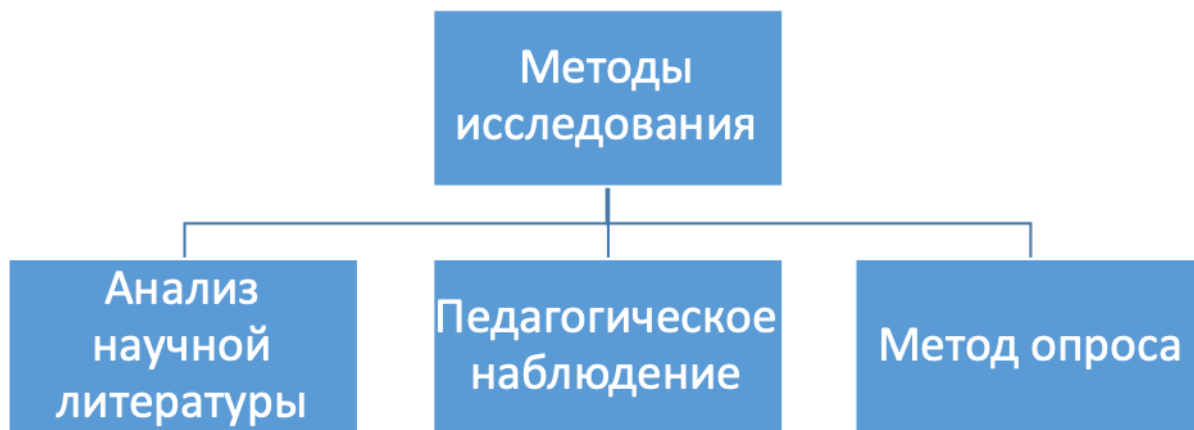 Методы
исследования
Анализ
научной
литературы
Педагогическое
наблюдение
Метод опроса